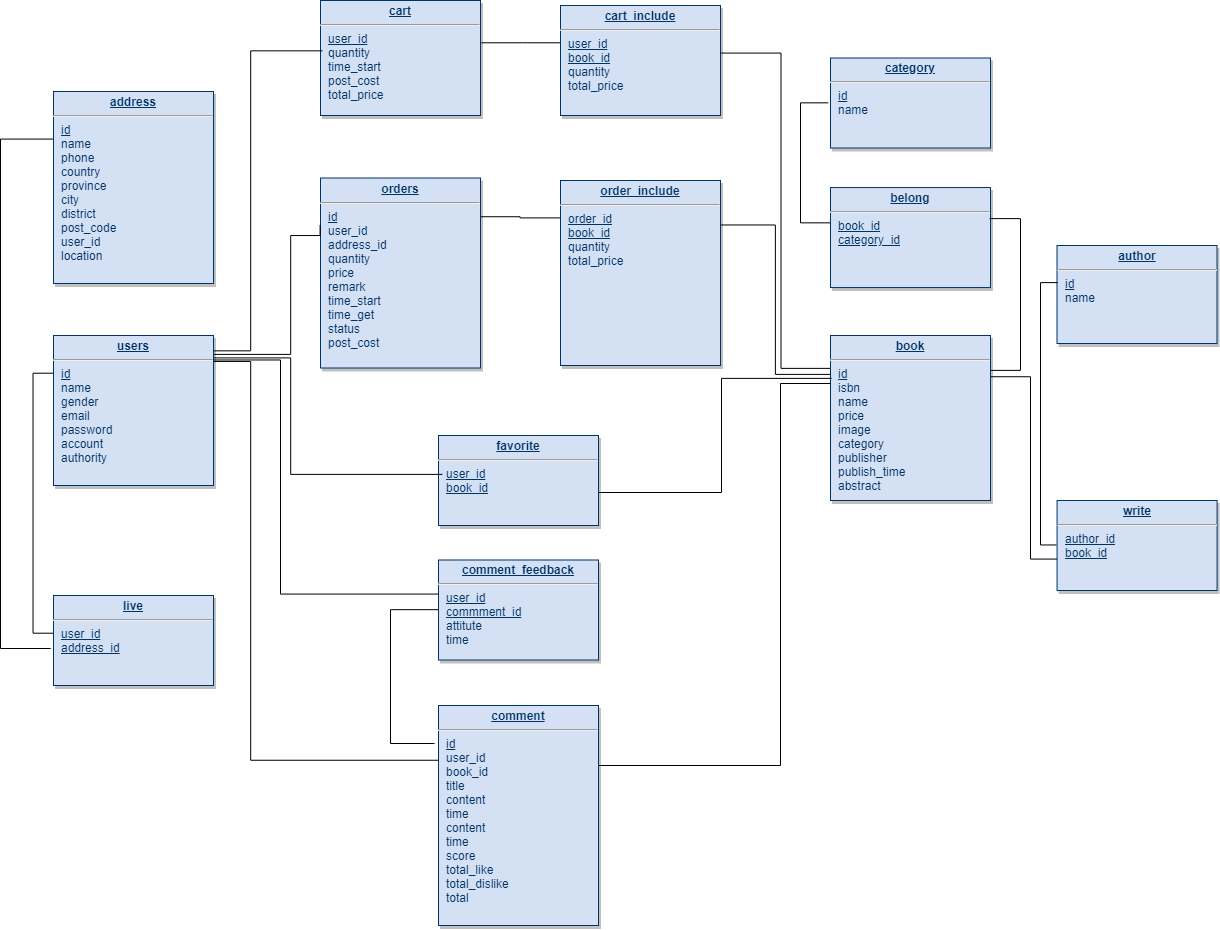 cart
user_id
quantity
time_start
post_cost
total_price
cart_include
user_id
book_id
quantity
total_price
category
id
name
address
id
name
phone
country
province
city
district
post_code
user_id
location
orders
id
user_id
address_id
quantity
price
remark
time_start
time_get
status
post_cost
order_include
order_id
book_id
quantity
total_price
belong
book_id
category_id
author
id
name
users
id
name
gender
email
password
account
authority
book
id
isbn
name
price
image
category
publisher
publish_time
abstract
favorite
user_id
book_id
write
author_id
book_id
comment_feedback
user_id
commment_id
attitute
time
live
user_id
address_id
comment
id
user_id
book_id
title
content
time
content
time
score
total_like
total_dislike
total